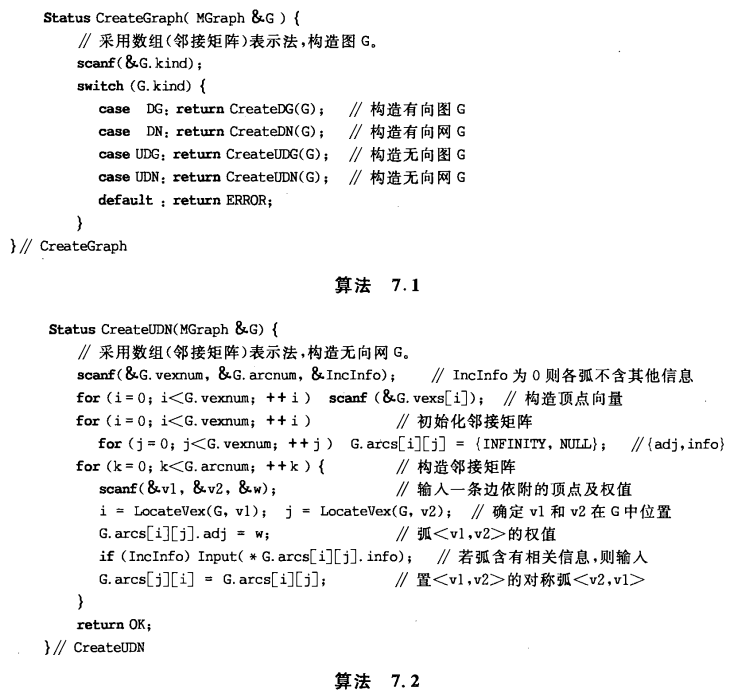 Status CreateGraph( MGraph &G ) {
// 采用数组(邻接矩阵)表示法,构造图 G。
scanf(&G.kind);
switch (G.kind) {
case DG: return CreateDG(G); // 构造有向图 G
case DN: return CreateDN(G); // 构造有向网 G
case UDG: return CreateUDG(G); // 构造无向图 G
case UDN: return CreateUDN(G); // 构造无向网 G
default : return ERROR;
}
}// CreateGraph
算法 7.1
Status CreateUDN(MGraph &G) {
// 采用数组(邻接矩阵)表示法,构造无向网 G。
scanf(&G.vexnum, &G.arcnum, &IncInfo); // IncInfo 为 0 则各弧不含其他信息
for (i=0; i<G.vexnum; ++i) scanf (&G.vexs[i]); // 构造顶点向量
for (i=0; i<G.vexnum; ++i) // 初始化邻接矩阵
for (j=0; j<G.vexnum; ++j) G.arcs[i][j] = {INFINITY, NULL}; //{adj,info}
for (k=0; k<G.arcnum; ++k) { // 构造邻接矩阵
scanf(&v1, &v2, &w); // 输入一条边依附的顶点及权值
i = LocateVex(G, v1); j = LocateVex(G, v2); // 确定 v1 和 v2 在 G 中位置
G.arcs[i][j].adj = w; // 弧<v1,v2>的权值
if (IncInfo) Input( * G.arcs[i][j].info); // 若弧含有相关信息,则输入
G.arcs[j][i] = G.arcs[i][j]; // 置<v1,v2>的对称弧<v2,v1>
}
return OK;
}// CreateUDN
算法 7.2